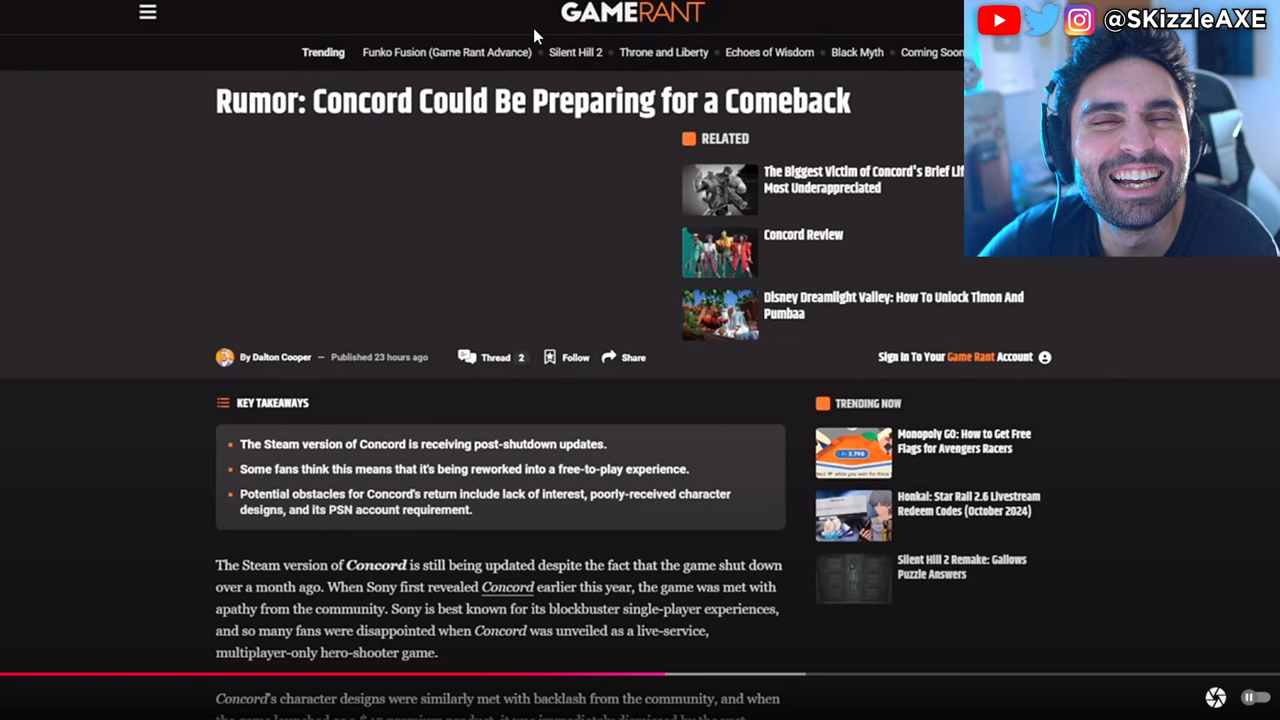 GAMERANT
@SKizzleAXE
Trending Funko Fusion (Game Rant Advance) Silent Hill 2 Throne and Liberty Echoes of Wisdom Black Myth Coming Soon
Rumor: Concord Could Be Preparing for a Comeback
RELATED
The Biggest Victim of Concord's Brief
Most Underappreciated
Concord Review
Disney Dreamlight Valley: How To Unlock Timon And
Pumbaa
By Dalton Cooper — Published 23 hours ago Thread 2 Follow Share Sign In To Your Game Rant Account
KEY TAKEAWAYS
The Steam version of Concord is receiving post-shutdown updates.
Some fans think this means that it's being reworked into a free-to-play experience.
Potential obstacles for Concord's return include lack of interest, poorly-received character
designs, and its PSN account requirement.
TRENDING NOW
Monopoly GO: How to Get Free
Flags for Avengers Racers
Honkai: Star Rail 2.6 Livestream
Redeem Codes (October 2024)
Silent Hill 2 Remake: Gallows
Puzzle Answers
The Steam version of Concord is still being updated despite the fact that the game shut down
over a month ago. When Sony first revealed Concord earlier this year, the game was met with
apathy from the community. Sony is best known for its blockbuster single-player experiences,
and so many fans were disappointed when Concord was unveiled as a live-service,
multiplayer-only hero-shooter game.
Concord's character designs were similarly met with backlash from the community, and when